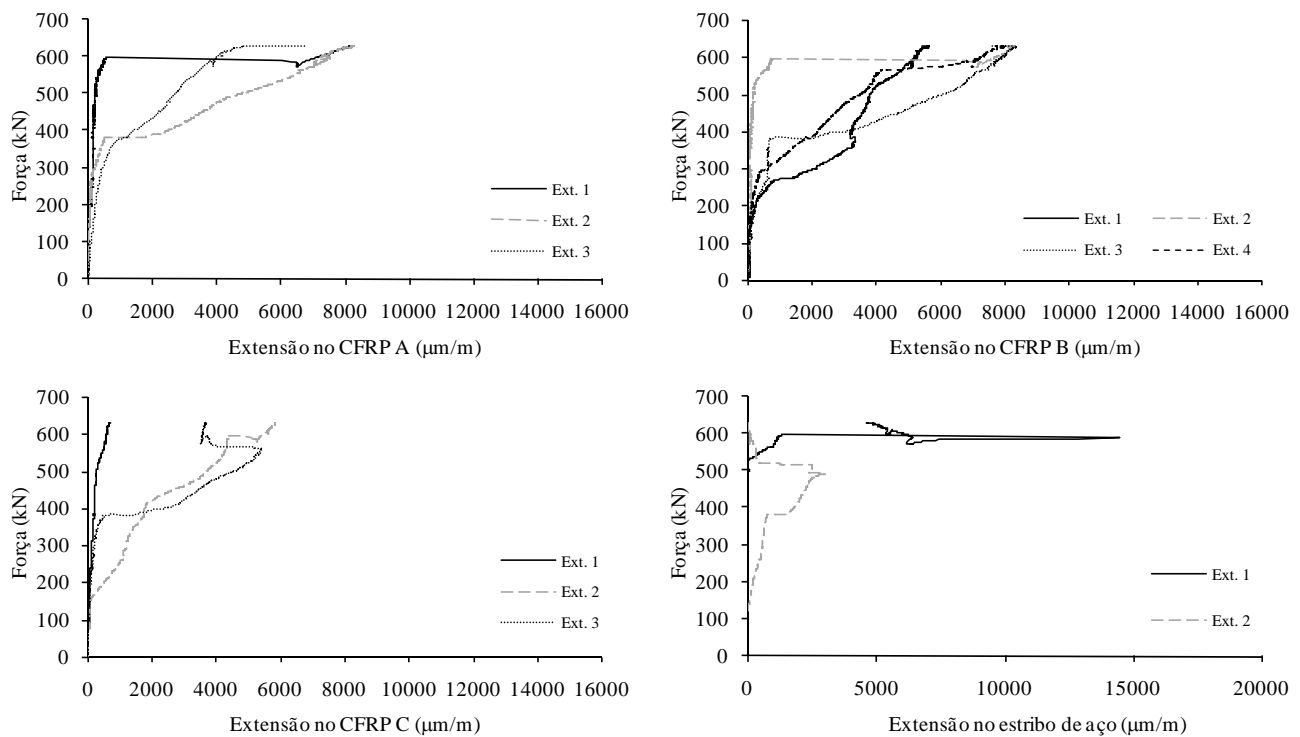 700
600
500
400
300
200
100
0
Força (kN)
Ext. 1
Ext. 2
Ext. 3
0 2000 4000 6000 8000 10000 12000 14000 16000
Extensão no CFRP A (μm/m)
700
600
500
400
300
200
100
0
Força (kN)
Ext. 1 Ext. 2
Ext. 3 Ext. 4
0 2000 4000 6000 8000 10000 12000 14000 16000
Extensão no CFRP B (μm/m)
700
600
500
400
300
200
100
0
Força (kN)
Ext. 1
Ext. 2
Ext. 3
0 2000 4000 6000 8000 10000 12000 14000 16000
Extensão no CFRP C (μm/m)
700
600
500
400
300
200
100
0
Força (kN)
Ext. 1
Ext. 2
0 5000 10000 15000 20000
Extensão no estribo de aço (μm/m)